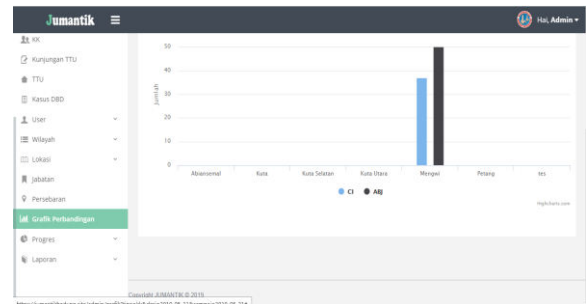 Jumantik
Hai, Admin
KK
Kunjungan TTU
TTU
Kasus DBD
User
Wilayah
Lokasi
Jabatan
Persebaran
Grafik Perbandingan
Progres
Laporan
50
40
30
20
10
0
Jumlah
Abiansemal Kuta Kuta Selatan Kuta Utara Mengwi Petang tes
CI ABJ
Highcharts.com
Copyright JUMANTIK © 2019